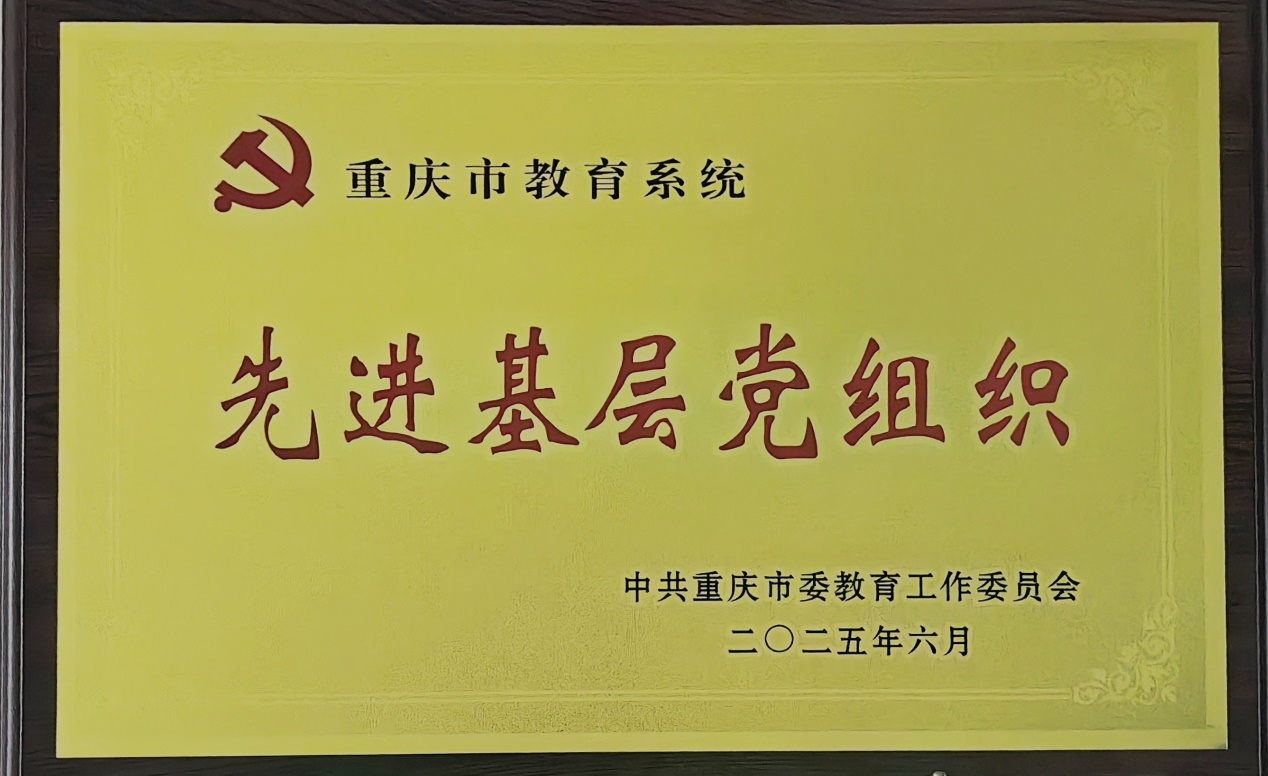 重庆市教育系统
先进基层党组织
中共重庆市委教育工作委员会
二〇二五年六月